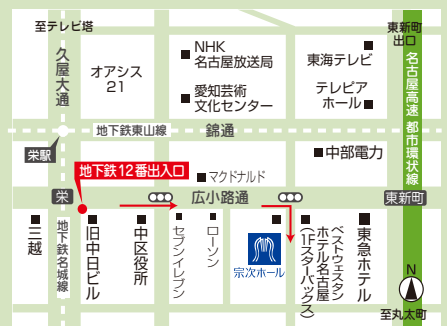 至テレビ塔
久屋大通
オアシス
21
NHK
名古屋放送局
愛知芸術
文化センター
東海テレビ
テレピア
ホール
東新町
出口
名古屋高速 都市環状線
地下鉄東山線
錦通
栄駅
中部電力
地下鉄12番出入口
マクドナルド
栄
広小路通
東新町
三越
地下鉄名城線
旧中日ビル
中区役所
セブンイレブン
ローソン
宗次ホール
ベストウェスタン
ホテル名古屋
(1Fスターバックス)
東急ホテル
N
至丸太町